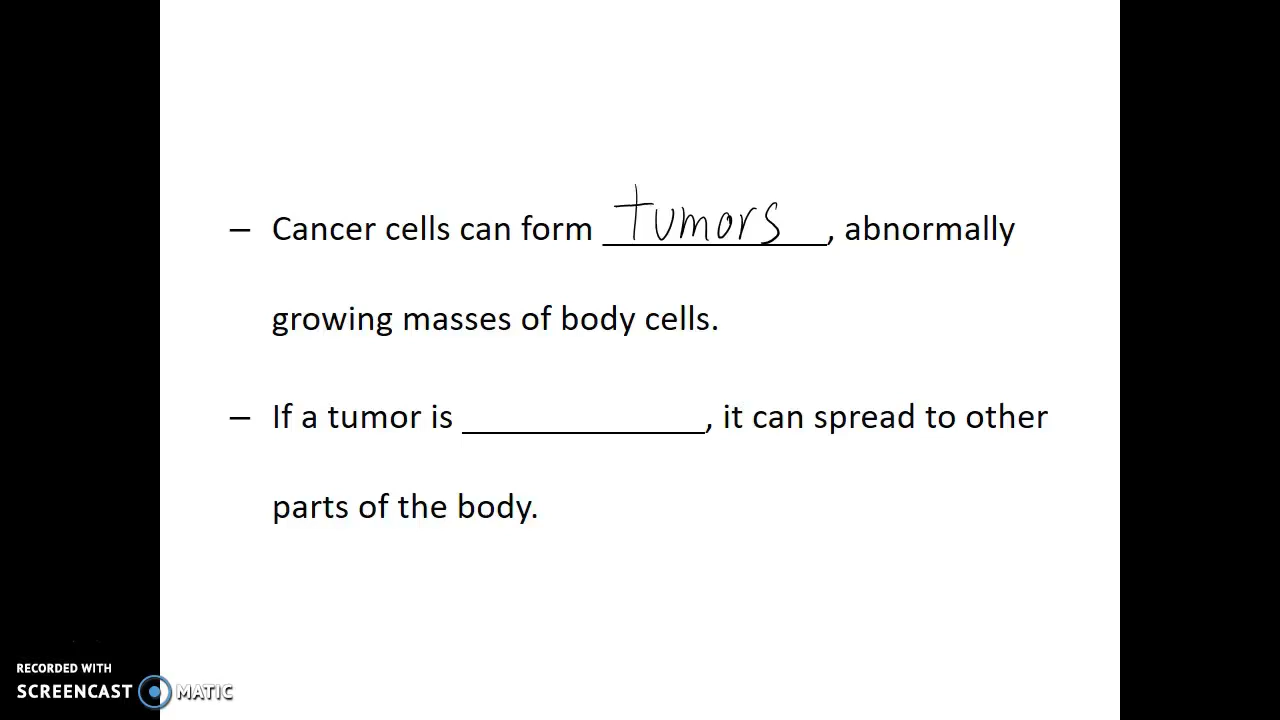 – Cancer cells can form tumors, abnormally
growing masses of body cells.
– If a tumor is ______________, it can spread to other
parts of the body.
RECORDED WITH
SCREENCAST MATIC